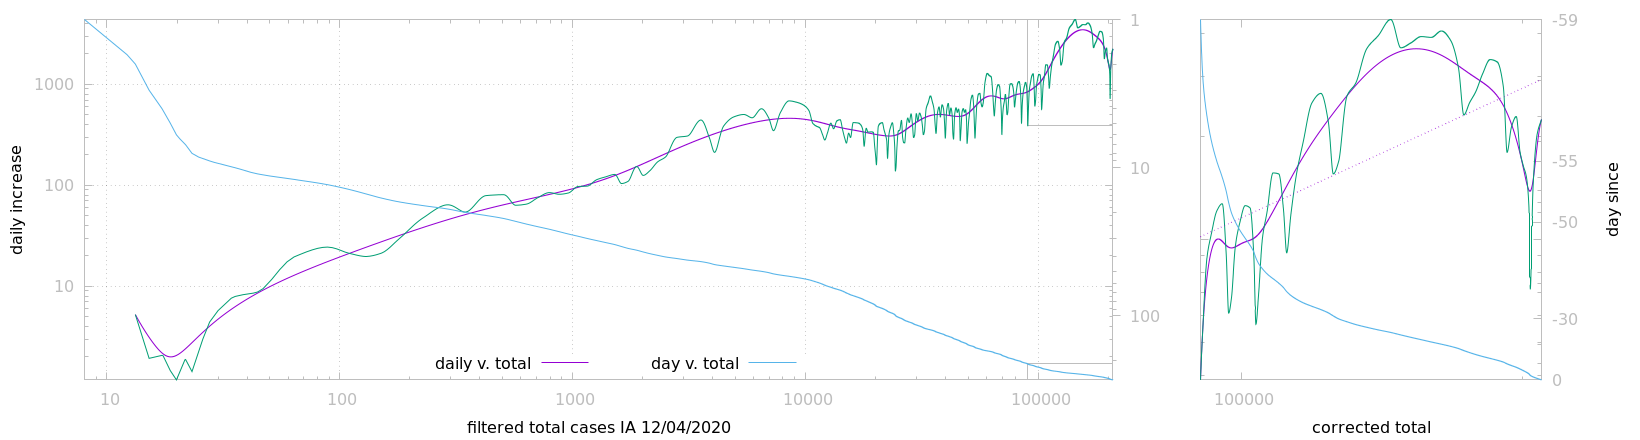 daily increase
1000
100
10
10
100
1000
10000
100000
filtered total cases IA 12/04/2020
daily v. total
day v. total
1
10
100
100000
corrected total
-59
-55
-50
-30
0
day since